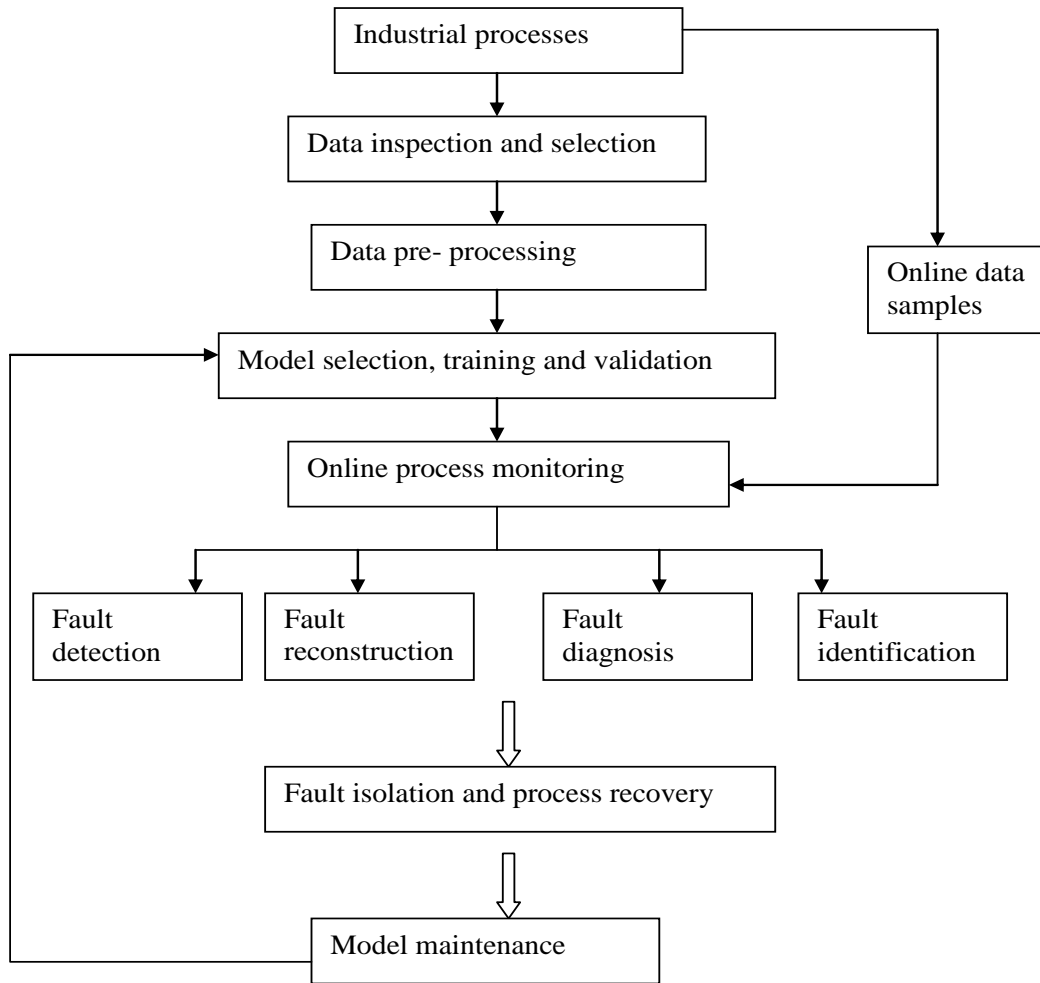 Industrial processes
Data inspection and selection
Data pre- processing
Online data
samples
Model selection, training and validation
Online process monitoring
Fault
detection
Fault
reconstruction
Fault
diagnosis
Fault
identification
Fault isolation and process recovery
Model maintenance